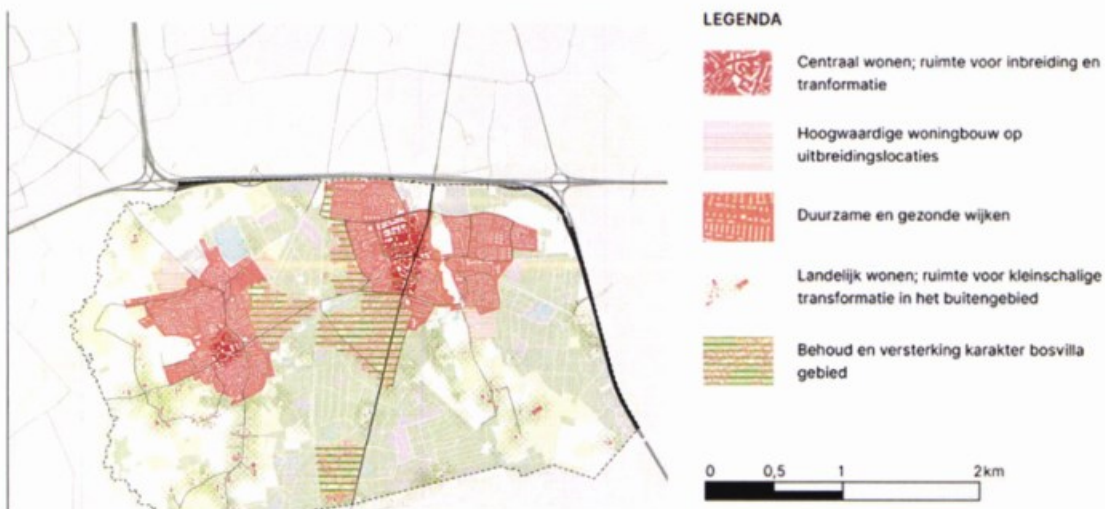 LEGENDA
Centraal wonen; ruimte voor inbreiding en
tranformatie
Hoogwaardige woningbouw op
uitbreidingslocaties
Duurzame en gezonde wijken
Landelijk wonen; ruimte voor kleinschalige
transformatie in het buitengebied
Behoud en versterking karakter bosvilla
gebied
0 0,5 1 2km